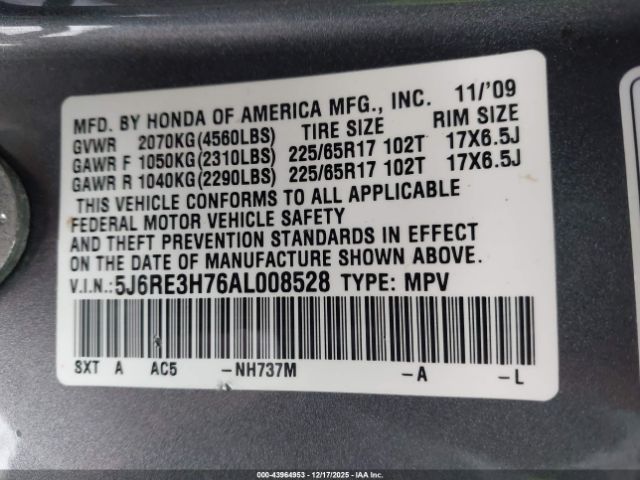 MFD. BY HONDA OF AMERICA MFG., INC. 11/'09
GVWR 2070KG(4560LBS) TIRE SIZE RIM SIZE
GAWR F 1050KG(2310LBS) 225/65R17 102T 17X6.5J
GAWR R 1040KG(2290LBS) 225/65R17 102T 17X6.5J
THIS VEHICLE CONFORMS TO ALL APPLICABLE
FEDERAL MOTOR VEHICLE SAFETY
AND THEFT PREVENTION STANDARDS IN EFFECT
ON THE DATE OF MANUFACTURE SHOWN ABOVE.
V.I.N.: 5J6RE3H76AL008528 TYPE: MPV
SXT A AC5 -NH737M -A -L
© 00-43964953 - 12/17/2025 - IAAI.COM